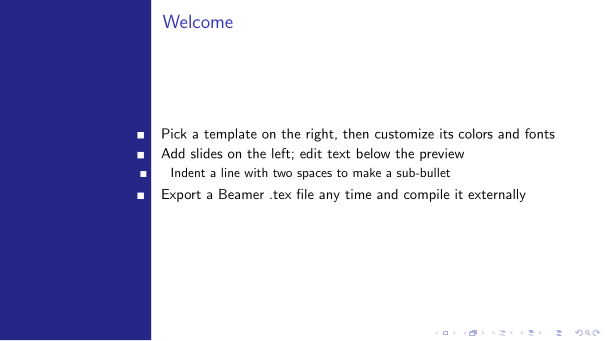 Welcome
Pick a template on the right, then customize its colors and fonts
Add slides on the left; edit text below the preview
Indent a line with two spaces to make a sub-bullet
Export a Beamer .tex file any time and compile it externally